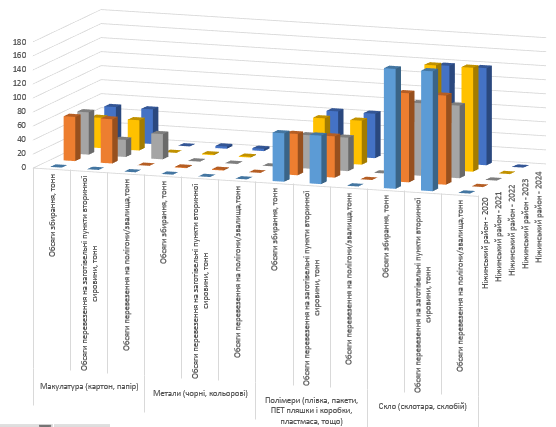 180
160
140
120
100
80
60
40
20
0
Обсяги збирання, тонн
Обсяги перевезення на заготівельні пункти вторинної
сировини, тонн
Обсяги перевезення на полігони/звалища,тонн
Обсяги збирання, тонн
Обсяги перевезення на заготівельні пункти вторинної
сировини, тонн
Обсяги перевезення на полігони/звалища,тонн
Обсяги збирання, тонн
Обсяги перевезення на заготівельні пункти вторинної
сировини, тонн
Обсяги перевезення на полігони/звалища,тонн
Обсяги збирання, тонн
Обсяги перевезення на заготівельні пункти вторинної
сировини, тонн
Обсяги перевезення на полігони/звалища,тонн
Макулатура (картон, папір)
Метали (чорні, кольорові)
Полімери (плівка, пакети,
ПЕТ пляшки і коробки,
пластмаса, тощо)
Скло (склотара, склобій)
Ніжинський район - 2020
Ніжинський район - 2021
Ніжинський район - 2022
Ніжинський район - 2023
Ніжинський район - 2024